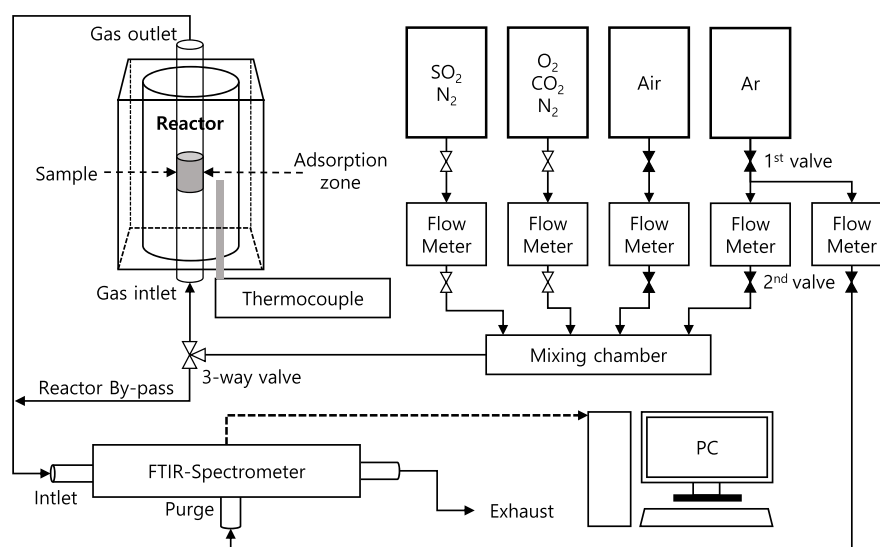 Gas outlet
Reactor
Sample
Adsorption
zone
Gas intlet
Thermocouple
SO₂
N₂
O₂
CO₂
N₂
Air
Ar
1st valve
Flow
Meter
Flow
Meter
Flow
Meter
Flow
Meter
Flow
Meter
2nd valve
Mixing chamber
3-way valve
Reactor By-pass
FTIR-Spectrometer
Intlet
Purge
Exhaust
PC